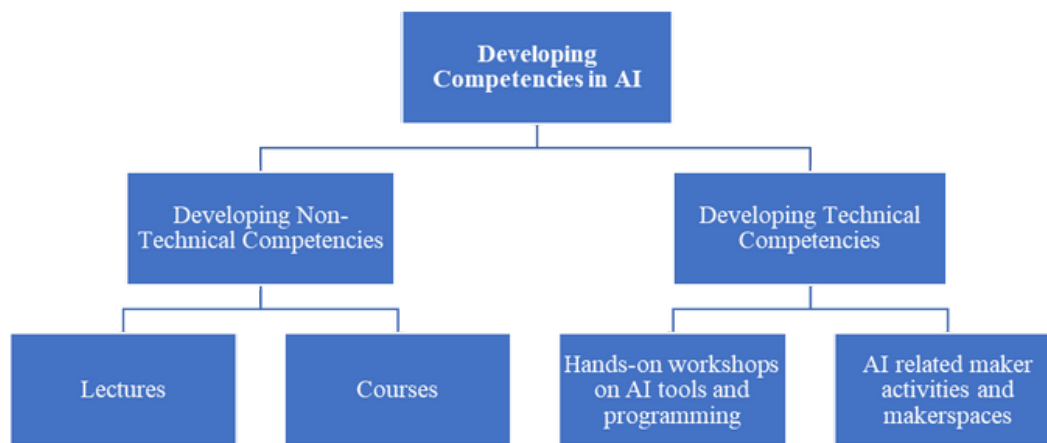 Developing
Competencies in AI
Developing Non-
Technical Competencies
Developing Technical
Competencies
Lectures
Courses
Hands-on workshops
on AI tools and
programming
AI related maker
activities and
makerspaces